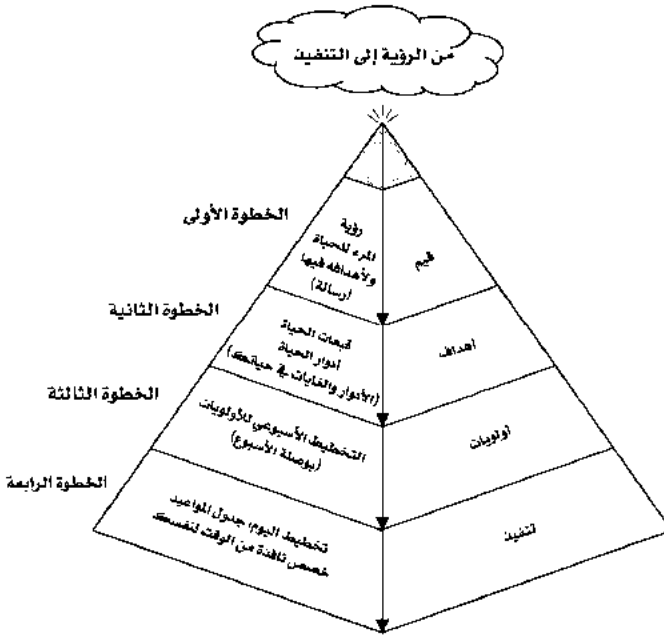 من الرؤية إلى التنفيذ
الخطوة الأولى
رؤية
المرء للحياة
ولأهدافه فيها
(رسالة)
قيم
الخطوة الثانية
قبعات الحياة
أدوار الحياة
(الأدوار والغايات في حياتك)
أهداف
الخطوة الثالثة
التخطيط الأسبوعي للأولويات
(بوصلة الأسبوع)
أولويات
الخطوة الرابعة
تخطيط اليوم، جدول المواعيد
خصص نافذة من الوقت لنفسك
تنفيذ